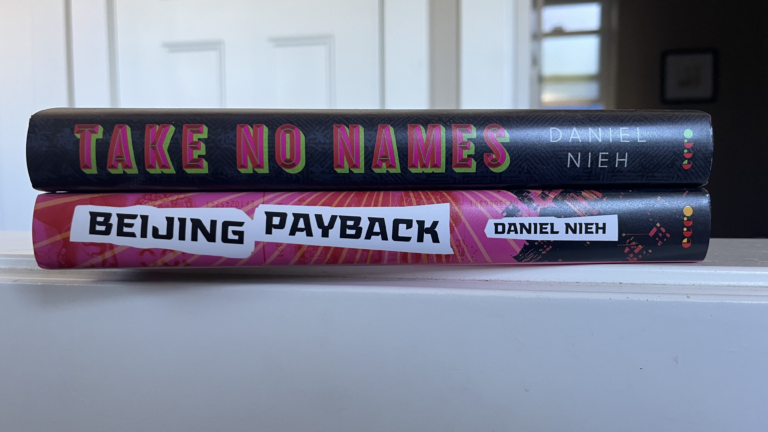 TAKE NO NAMES
DANIEL
NIEH
BEIJING PAYBACK
DANIEL NIEH